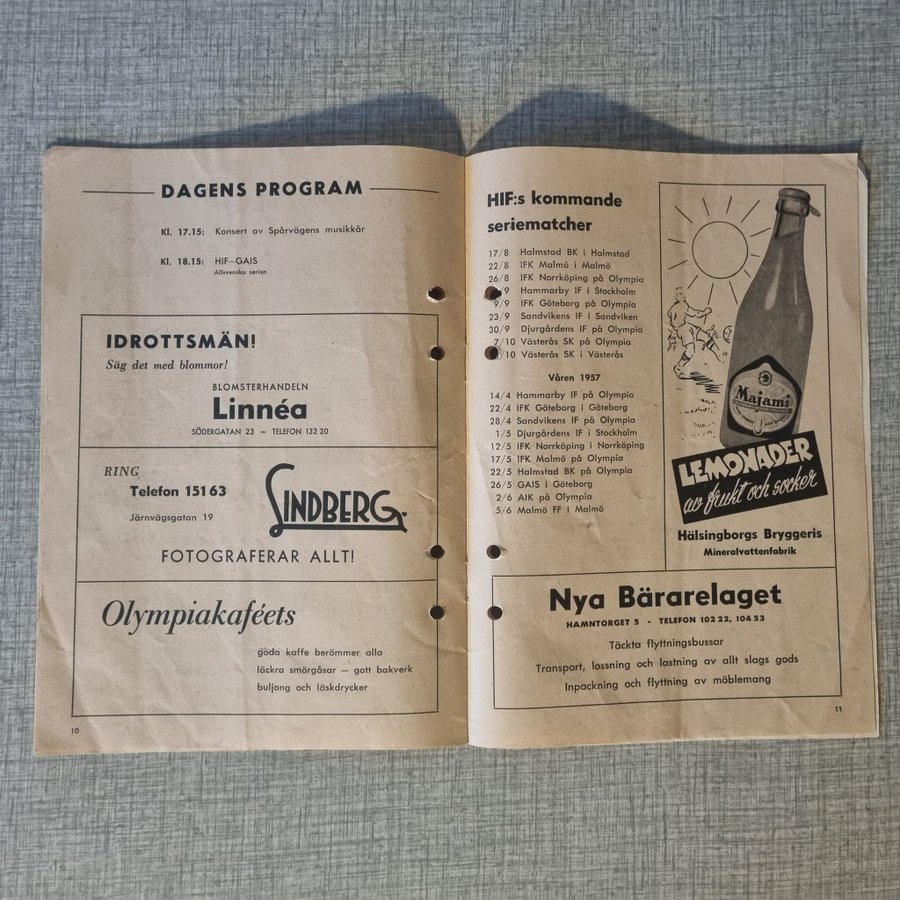 DAGENS PROGRAM
Kl. 17.15: Konsert av Spårvägens musikkår
Kl. 18.15: HIF—GAIS
Allsvenska serien
IDROTTSMÄN!
Säg det med blommor!
BLOMSTERHANDELN
Linnéa
SÖDERGATAN 23 — TELEFON 132 20
RING
Telefon 151 63
Järnvägsgatan 19
LINDBERG
FOTOGRAFERAR ALLT!
Olympiakaféets
goda kaffe berömmer alla
läckra smörgåsar — gott bakverk
buljong och läskdrycker
10
HIF:s kommande
seriematcher
17/8 Halmstad BK i Halmstad
22/8 IFK Malmö i Malmö
26/8 IFK Norrköping på Olympia
/9 Hammarby IF i Stockholm
9/9 IFK Göteborg på Olympia
23/9 Sandvikens IF i Sandviken
30/9 Djurgårdens IF på Olympia
7/10 Västerås SK på Olympia
/10 Västerås SK i Västerås
Våren 1957
14/4 Hammarby IF på Olympia
22/4 IFK Göteborg i Göteborg
28/4 Sandvikens IF på Olympia
1/5 Djurgårdens IF i Stockholm
12/5 IFK Norrköping i Norrköping
17/5 IFK Malmö på Olympia
22/5 Halmstad BK på Olympia
26/5 GAIS i Göteborg
2/6 AIK på Olympia
5/6 Malmö FF i Malmö
Majami
LEMONADER
av frukt och socker
Hälsingborgs Bryggeris
Mineralvattenfabrik
Nya Bärarelaget
HAMNTORGET 5 - TELEFON 102 22, 104 53
Täckta flyttningsbussar
Transport, lossning och lastning av allt slags gods
Inpackning och flyttning av möblemang
11